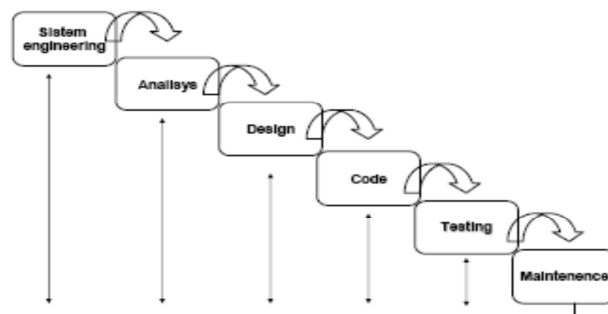 Sistem
engineering
Analisys
Design
Code
Testing
Maintenence